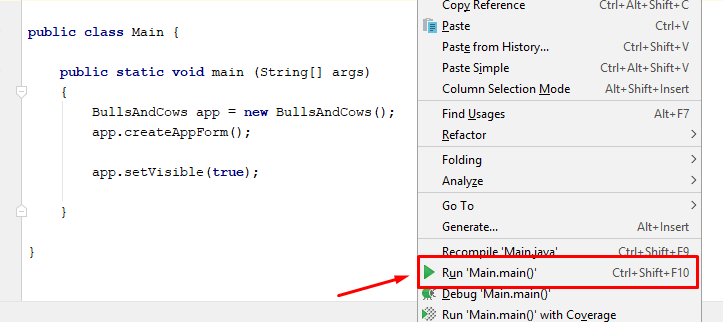 public class Main {
public static void main (String[] args)
{
BullsAndCows app = new BullsAndCows();
app.createAppForm();
app.setVisible(true);
}
}
Copy Reference Ctrl+Alt+Shift+C
Paste Ctrl+V
Paste from History... Ctrl+Shift+V
Paste Simple Ctrl+Alt+Shift+V
Column Selection Mode Alt+Shift+Insert
Find Usages Alt+F7
Refactor
Folding
Analyze
Go To
Generate... Alt+Insert
Recompile 'Main.java' Ctrl+Shift+F9
Run 'Main.main()' Ctrl+Shift+F10
Debug 'Main.main()'
Run 'Main.main()' with Coverage